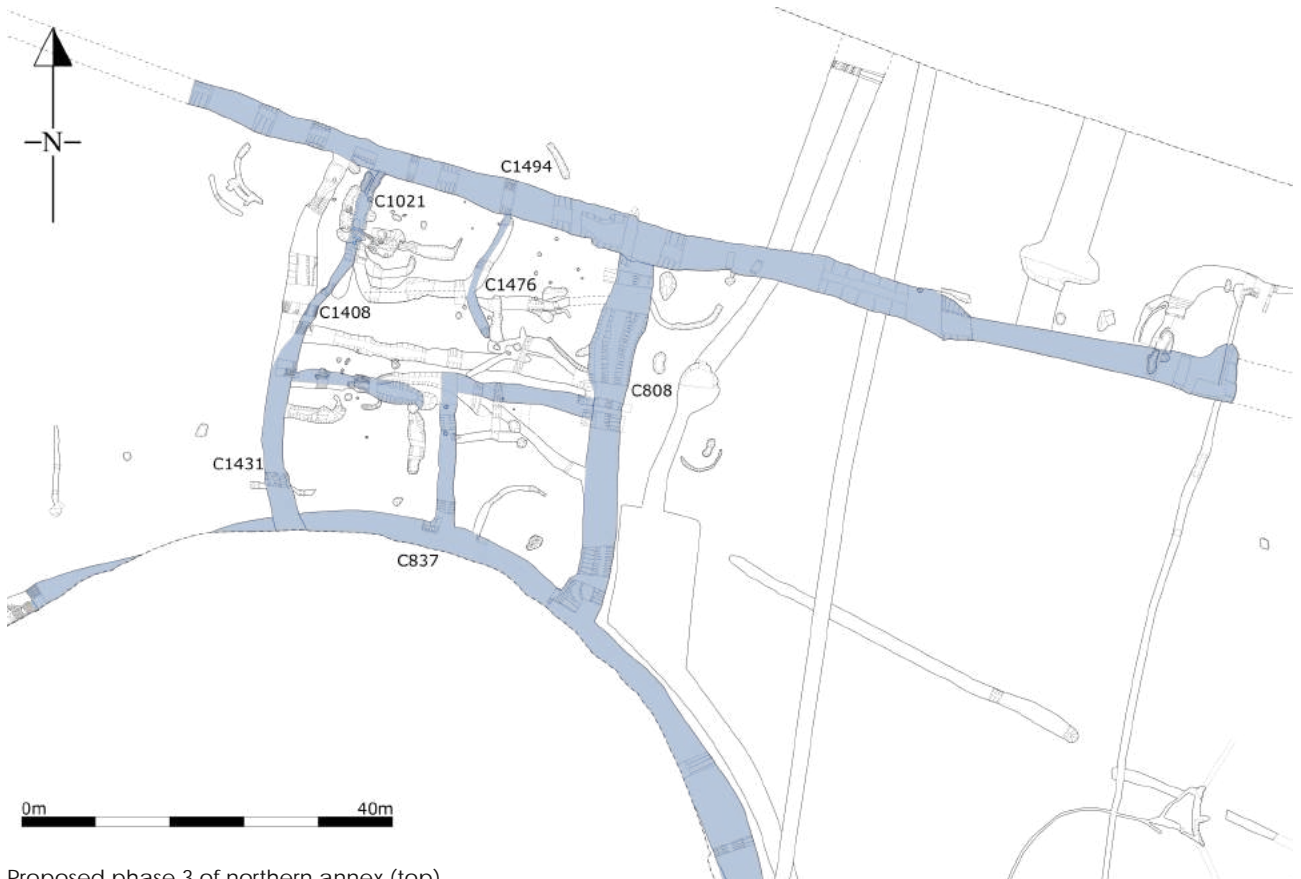 -N-
C1494
C1021
C1476
C1408
C808
C1431
C837
0m 40m
Proposed phase 3 of northern annex (top)